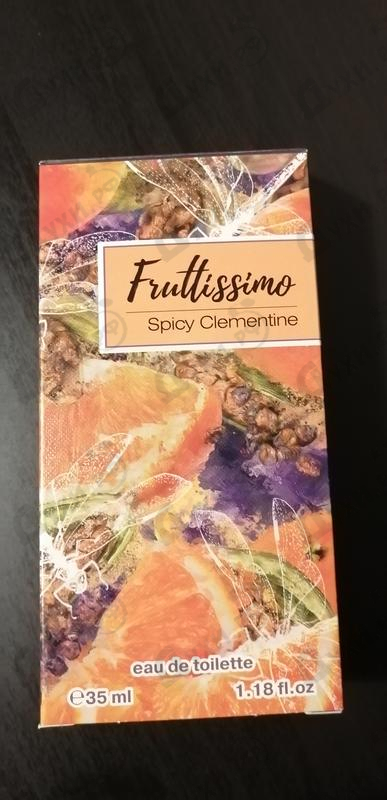 Fruttissimo
Spicy Clementine
eau de toilette
℮35 ml 1.18 fl.oz